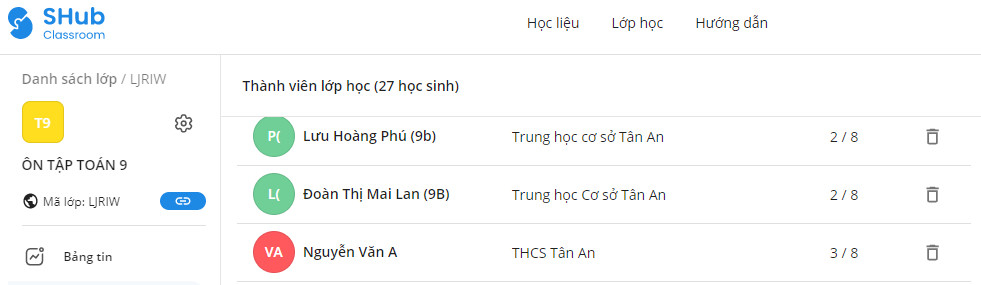 SHub
Classroom
Học liệu Lớp học Hướng dẫn
Danh sách lớp / LJRIW
T9
ÔN TẬP TOÁN 9
Mã lớp: LJRIW
Bảng tin
Thành viên lớp học (27 học sinh)
P( Lưu Hoàng Phú (9b) Trung học cơ sở Tân An 2 / 8
L( Đoàn Thị Mai Lan (9B) Trung học Cơ sở Tân An 2 / 8
VA Nguyễn Văn A THCS Tân An 3 / 8